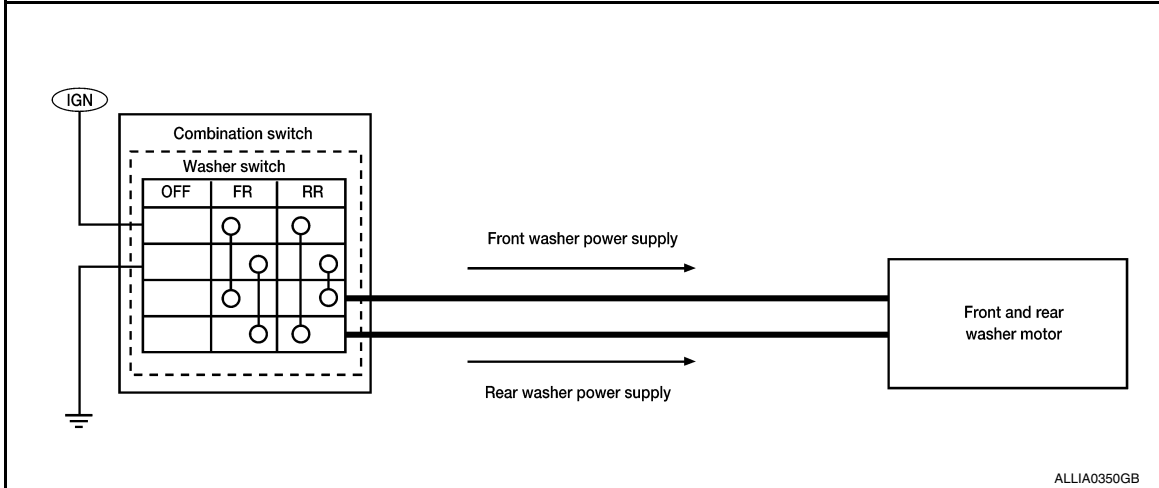 IGN
Combination switch
Washer switch
OFF FR RR
Front washer power supply
Front and rear
washer motor
Rear washer power supply
ALLIA0350GB